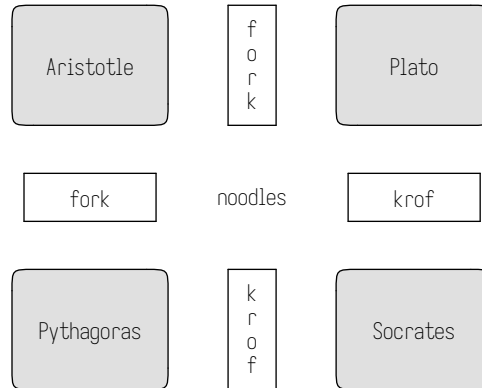 Aristotle
f
o
r
k
Plato
fork
noodles
krof
Pythagoras
k
r
o
f
Socrates